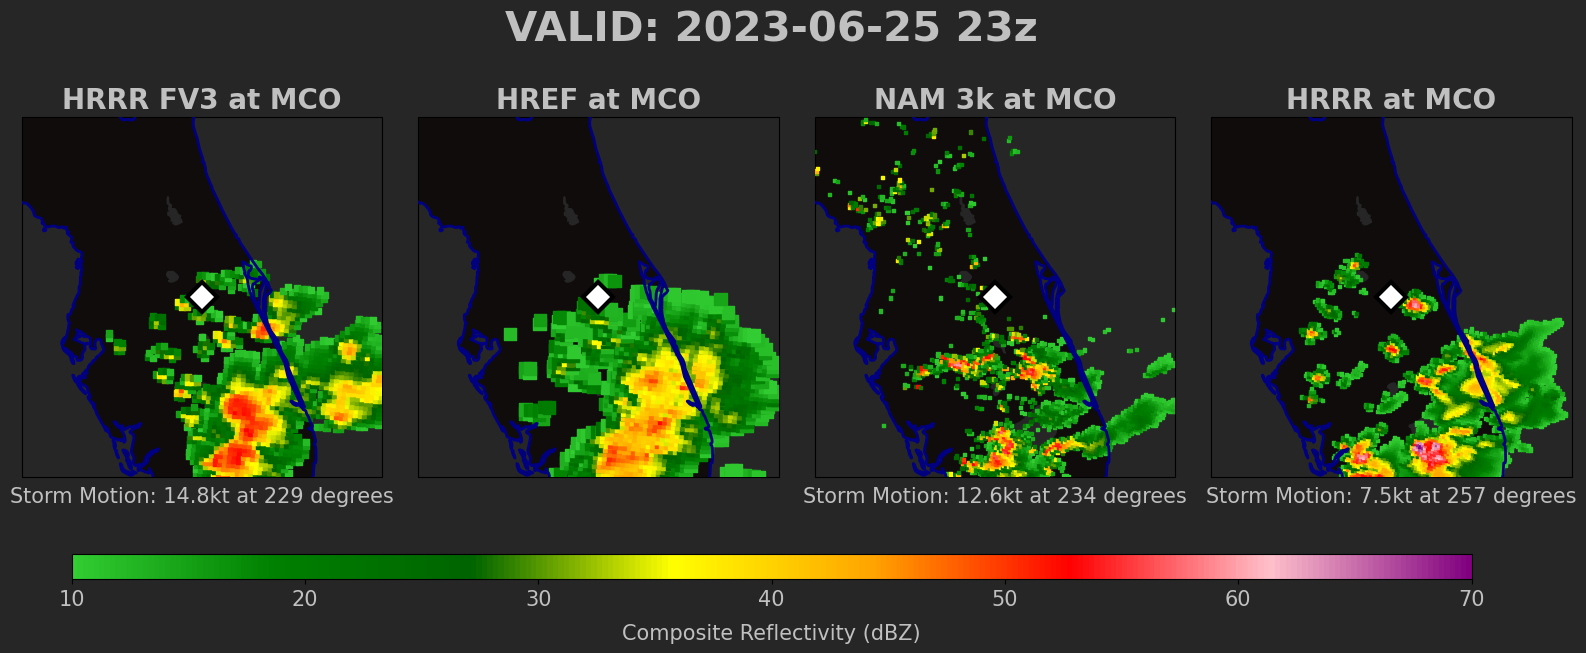 VALID: 2023-06-25 23z
HRRR FV3 at MCO
HREF at MCO
NAM 3k at MCO
HRRR at MCO
Storm Motion: 14.8kt at 229 degrees
Storm Motion: 12.6kt at 234 degrees
Storm Motion: 7.5kt at 257 degrees
10 20 30 40 50 60 70
Composite Reflectivity (dBZ)